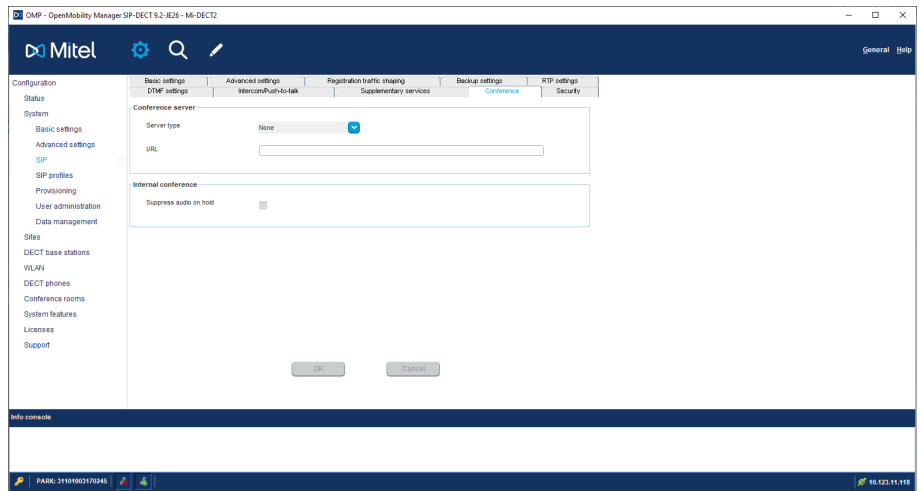 OMP - OpenMobility Manager SIP-DECT 9.2-JE26 - Mi-DECT2
Mitel
General Help
Configuration
Status
System
Basic settings
Advanced settings
SIP
SIP profiles
Provisioning
User administration
Data management
Sites
DECT base stations
WLAN
DECT phones
Conference rooms
System features
Licenses
Support
Basic settings Advanced settings Registration traffic shaping Backup settings RTP settings
DTMF settings Intercom/Push-to-talk Supplementary services Conference Security
Conference server
Server type None
URL
Internal conference
Suppress audio on hold
OK Cancel
Info console
PARK: 31101003170245 10.123.11.118